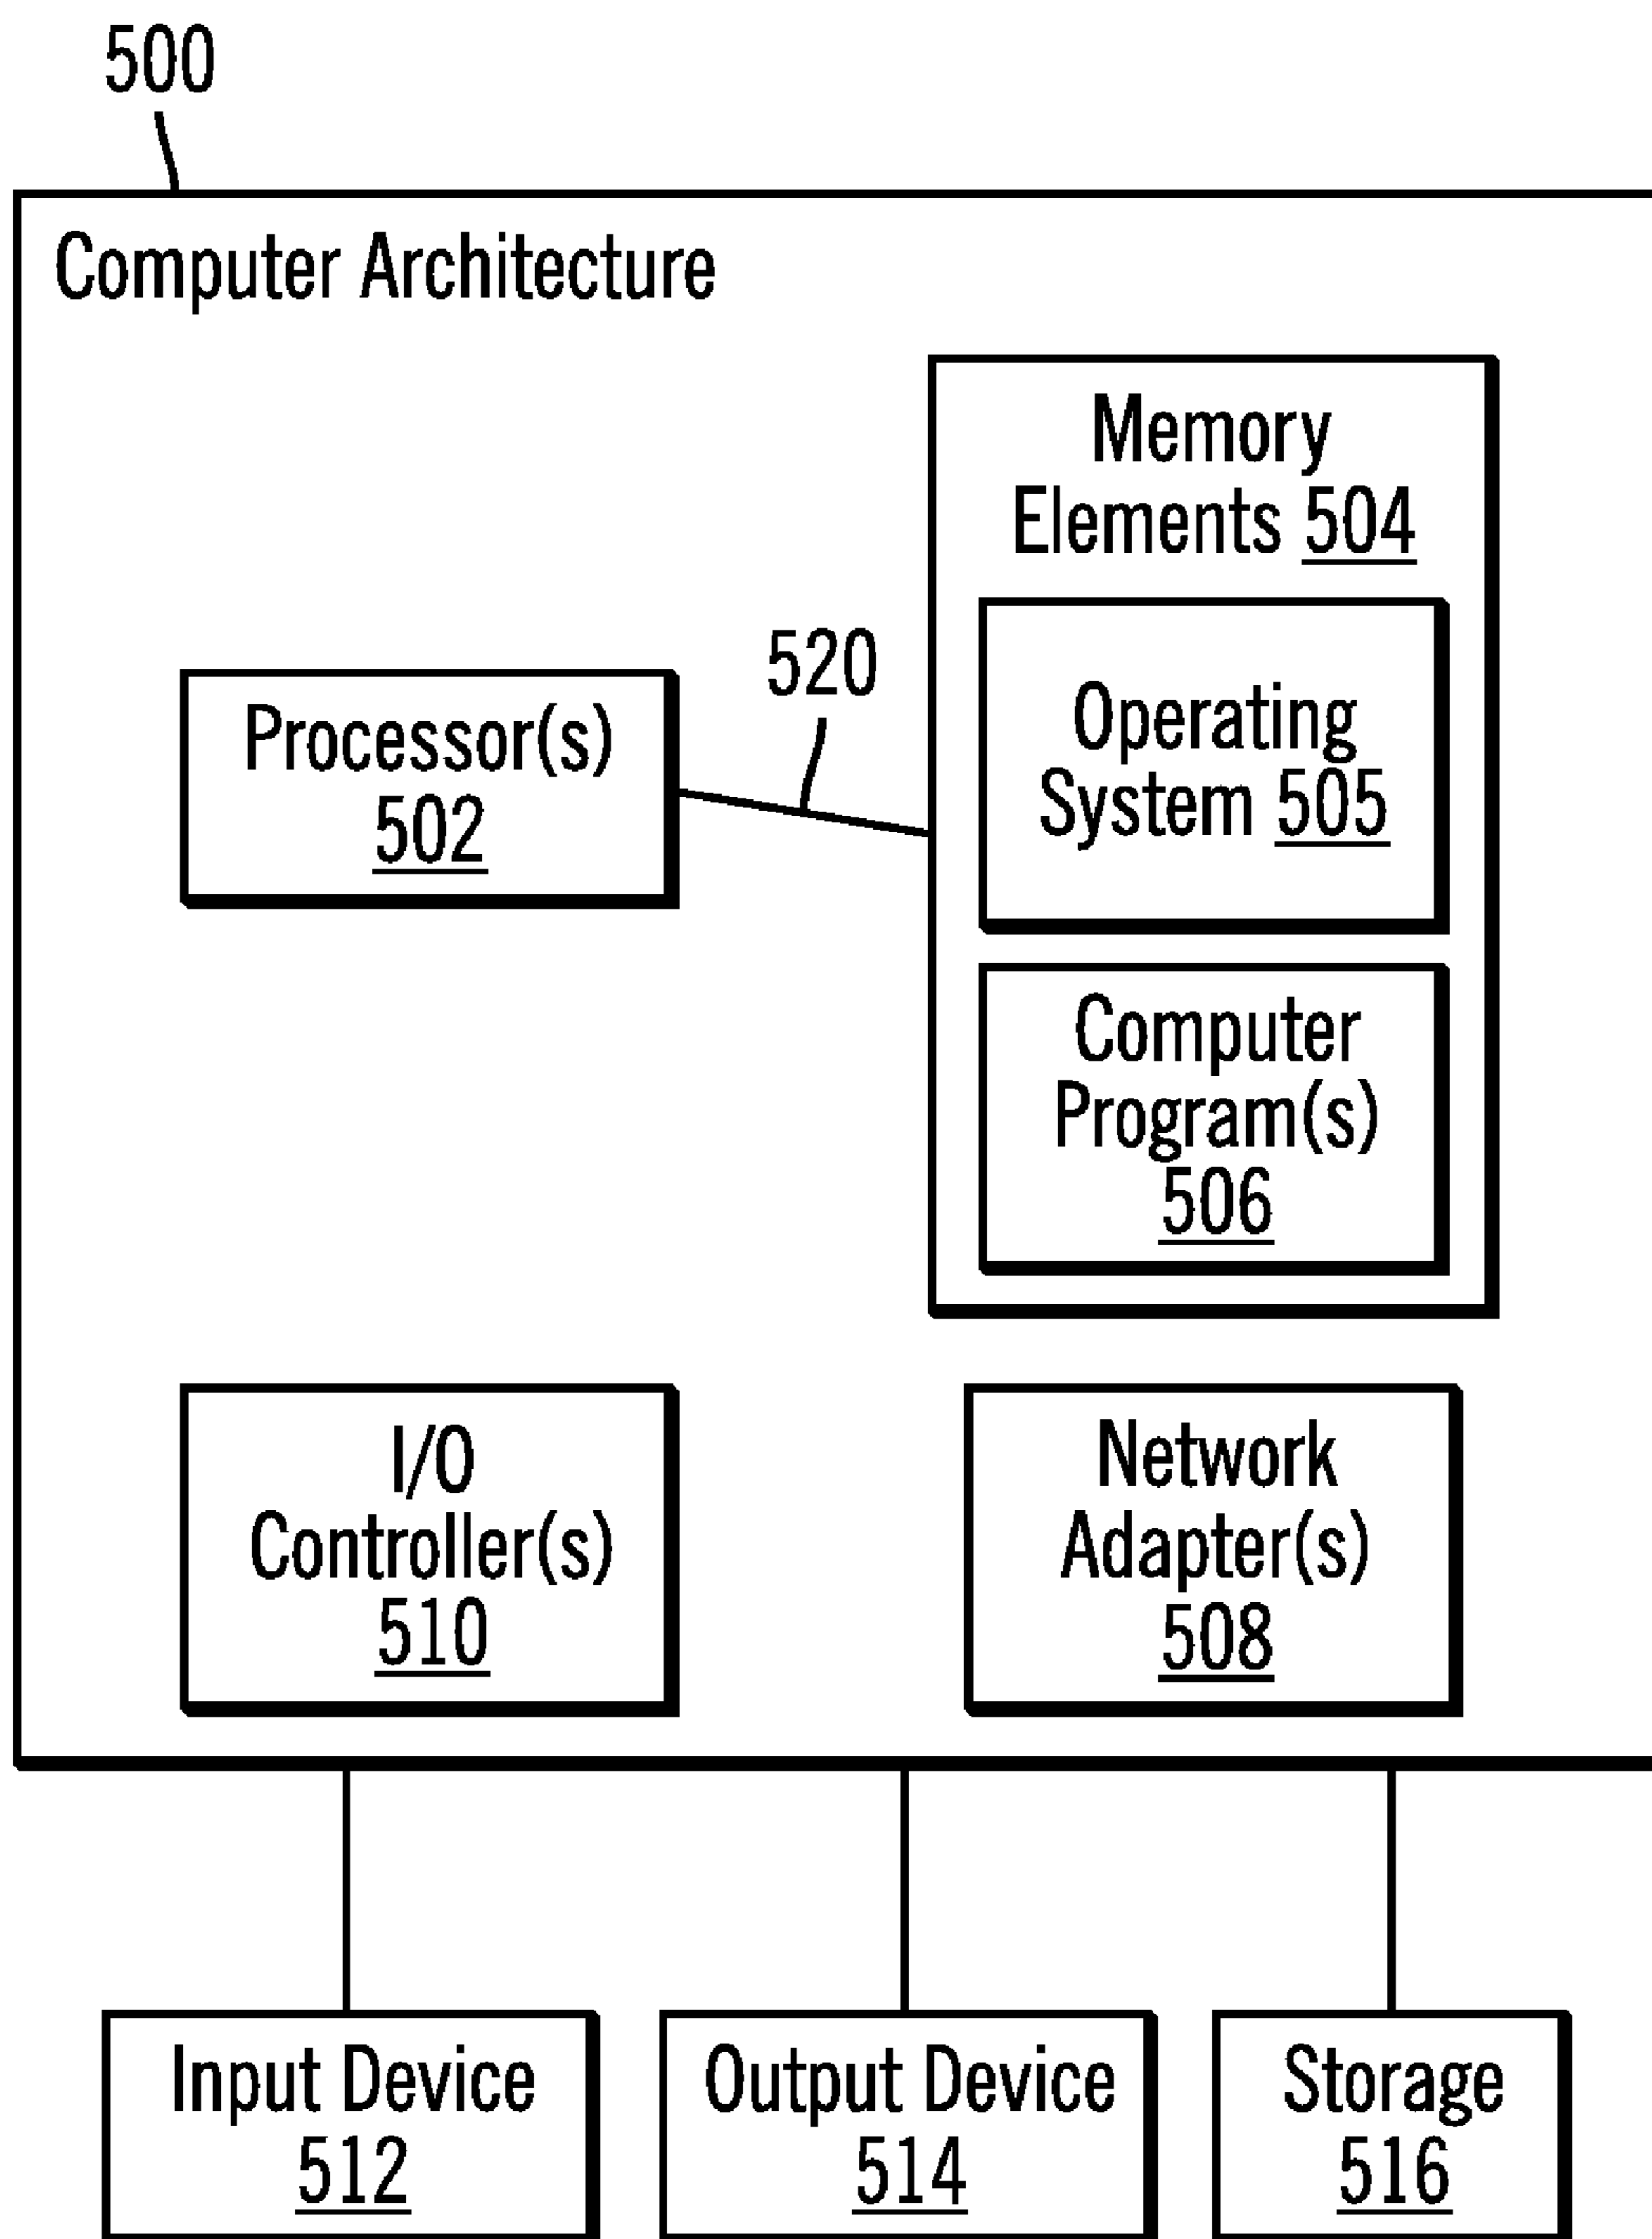 500
Computer Architecture
Memory
Elements 504
520
Operating
System 505
Processor(s)
502
Computer
Program(s)
506
I/O
Controller(s)
510
Network
Adapter(s)
508
Input Device
512
Output Device
514
Storage
516